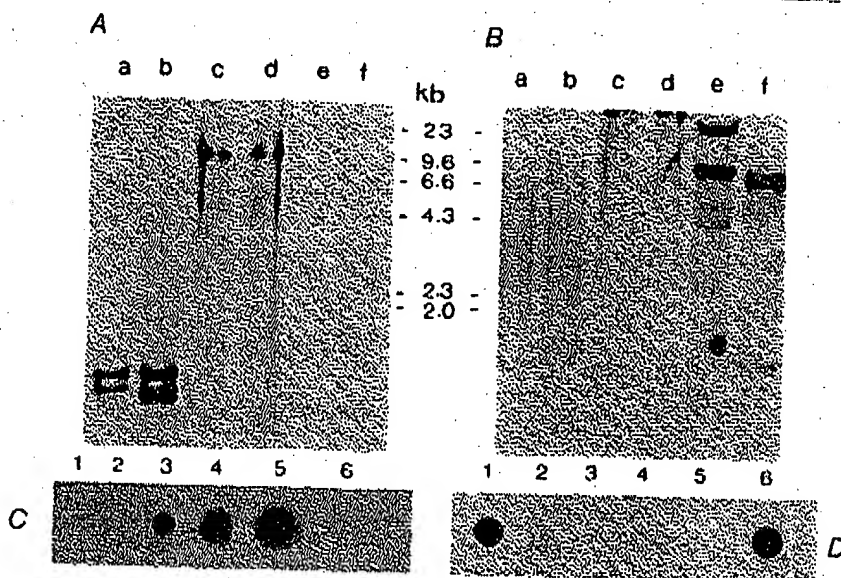 A
B
a b c d e f
kb
a b c d e f
- 23 -
- 9.6 -
- 6.6 -
- 4.3 -
- 2.3 -
- 2.0 -
1 2 3 4 5 6
1 2 3 4 5 6
C
D